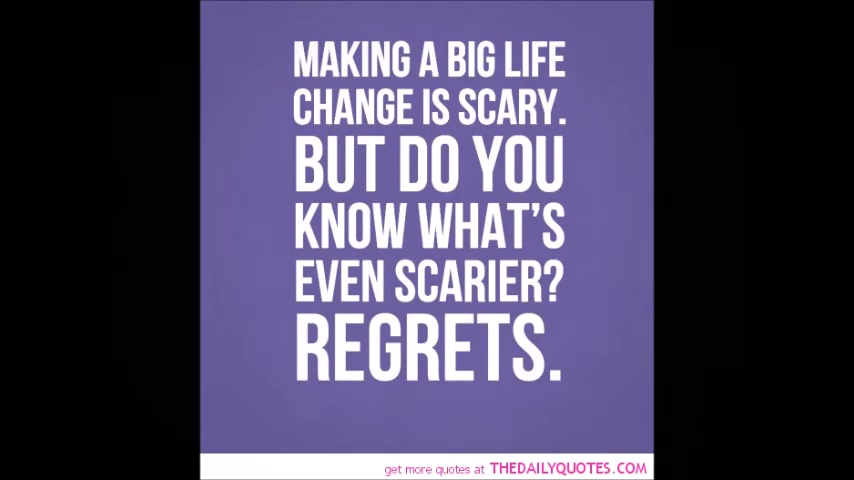 MAKING A BIG LIFE
CHANGE IS SCARY.
BUT DO YOU
KNOW WHAT'S
EVEN SCARIER?
REGRETS.
get more quotes at THEDAILYQUOTES.COM